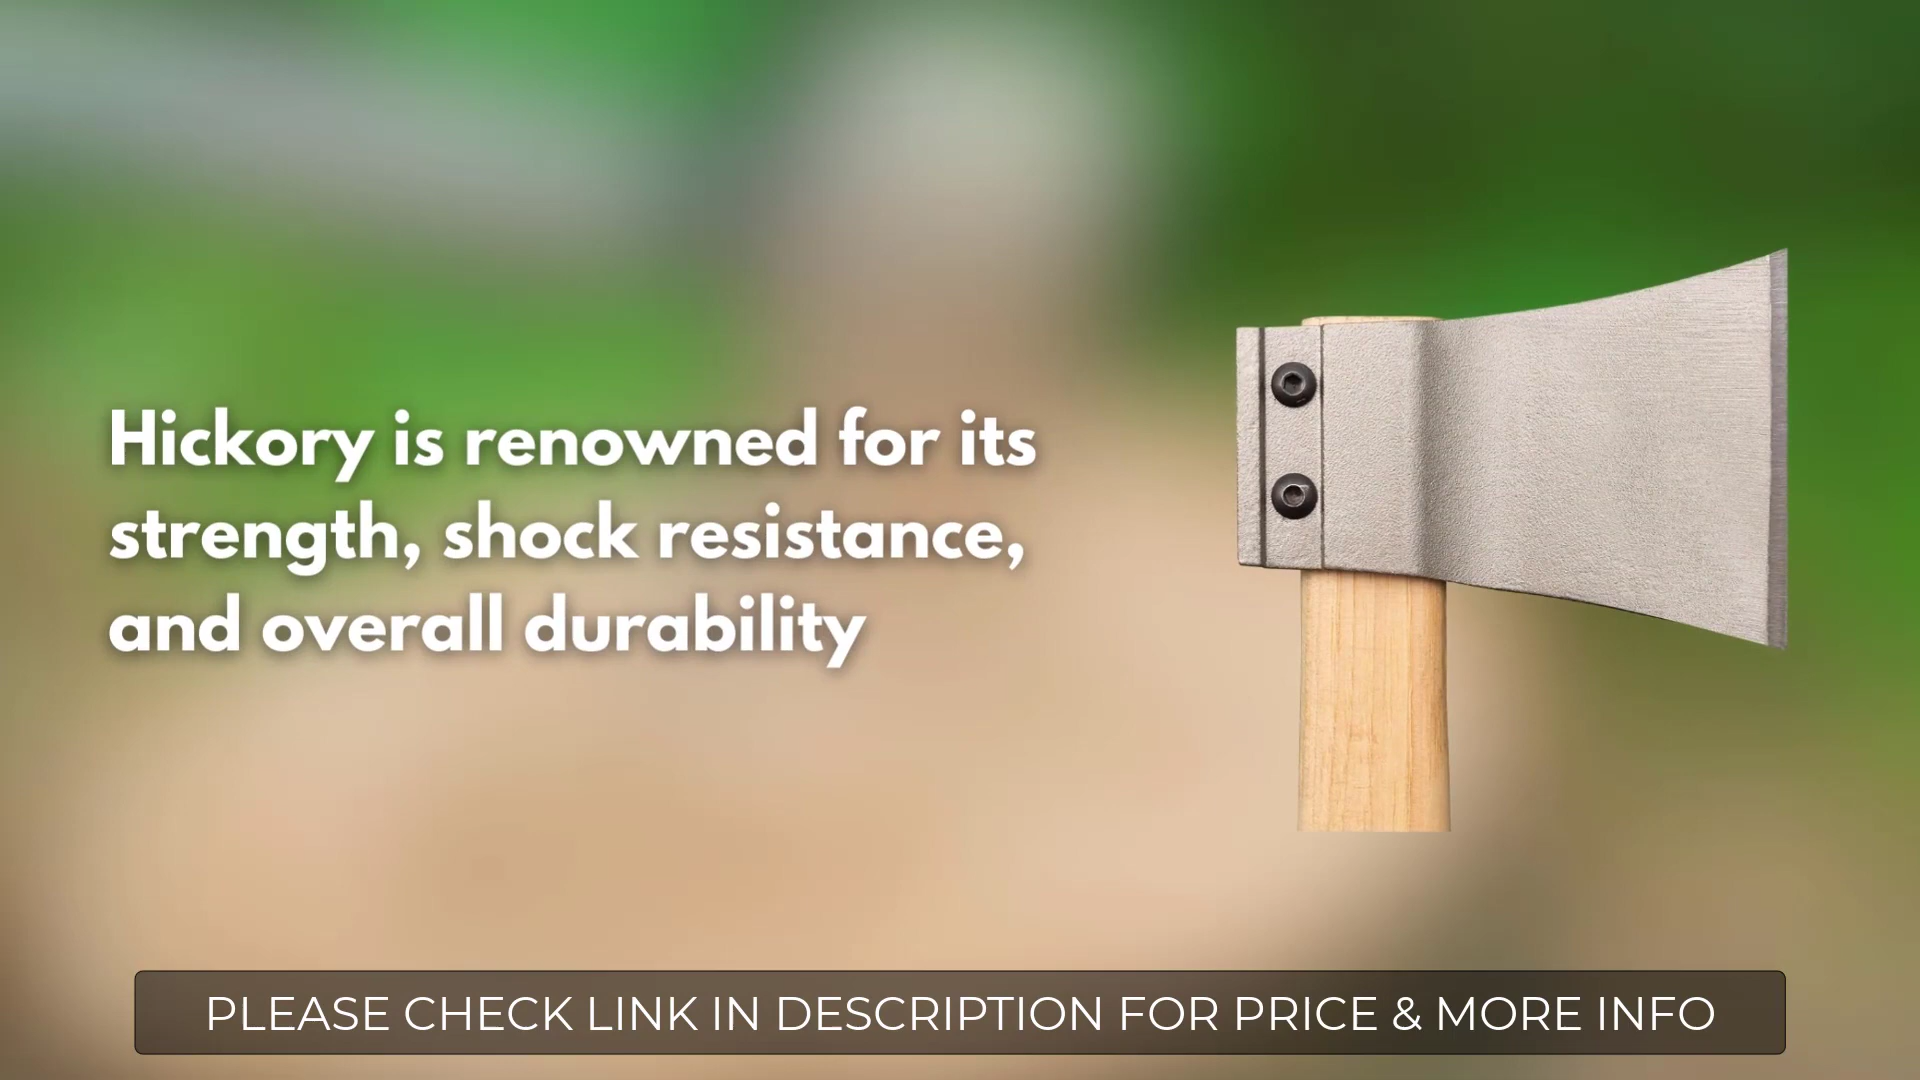 Hickory is renowned for its
strength, shock resistance,
and overall durability
PLEASE CHECK LINK IN DESCRIPTION FOR PRICE & MORE INFO